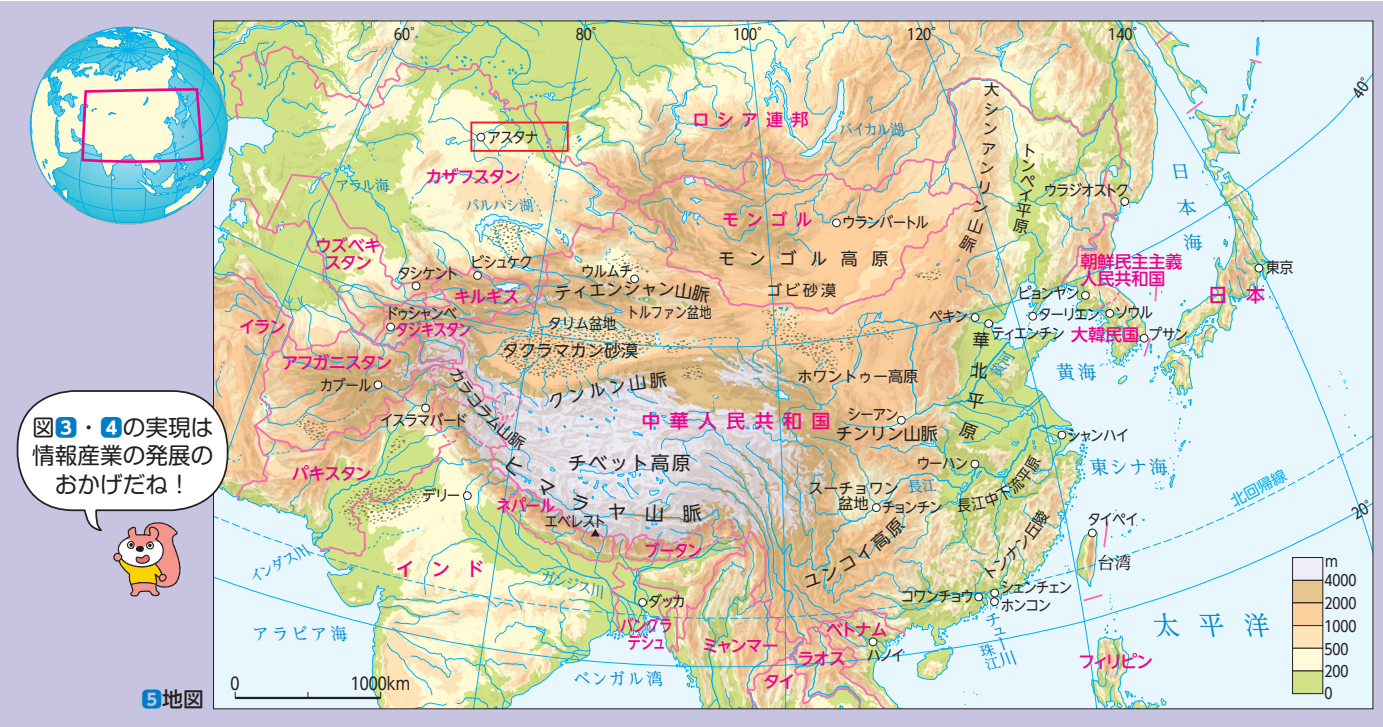 60°
80°
100°
120°
140°
40°
20°
ロシア連邦
バイカル湖
大シンアンリン山脈
トンペイ平原
アスタナ
カザフスタン
アラル海
バルハシ湖
ウラジオストク
日本海
モンゴル
ウランバートル
モンゴル高原
ゴビ砂漠
ウズベキ
スタン
タシケント
ビシュケク
ウルムチ
キルギス
ティエンシャン山脈
トルファン盆地
朝鮮民主主義
人民共和国
ピョンヤン
東京
日本
イラン
ドゥシャンベ
タジキスタン
タリム盆地
タクラマカン砂漠
ペキン
ティエンチン
ターリエン
ソウル
大韓民国
プサン
アフガニスタン
カブール
カラコラム山脈
クンルン山脈
ホワントゥー高原
華北平原
黄河
黄海
イスラマバード
中華人民共和国
シーアン
チンリン山脈
シャンハイ
図3・4の実現は
情報産業の発展の
おかげだね！
パキスタン
チベット高原
ウーハン
東シナ海
デリー
ネパール
ヒマラヤ山脈
エベレスト
スーチョワン
盆地
長江
チョンチン
長江中下流平原
北回帰線
ブータン
ユンコイ高原
トンナン丘陵
タイペイ
台湾
インダス川
インド
ガンジス川
ダッカ
コワンチョウ
シェンチェン
ホンコン
チュー川
珠江
アラビア海
バングラ
デシュ
ミャンマー
ベトナム
ハノイ
ラオス
タイ
フィリピン
太平洋
ベンガル湾
m
4000
2000
1000
500
200
0
0 1000km
5地図